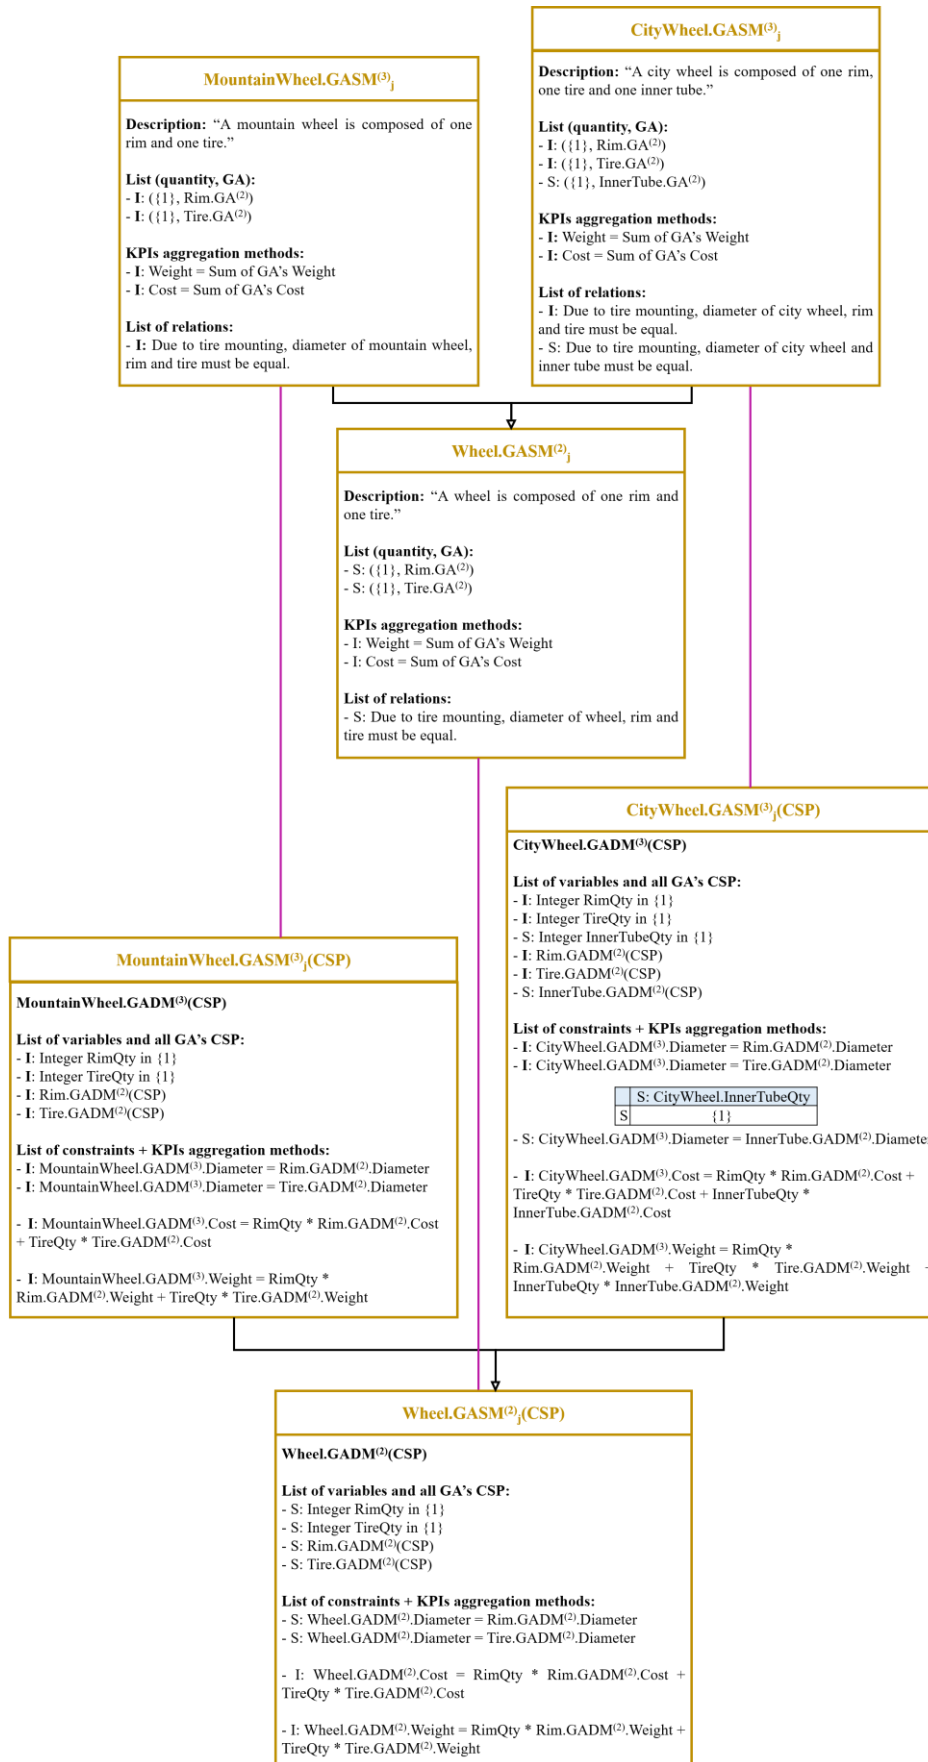 CityWheel.GASM⁽³⁾ⱼ
Description: “A city wheel is composed of one rim,
one tire and one inner tube.”
List (quantity, GA):
- I: ({1}, Rim.GA⁽²⁾)
- I: ({1}, Tire.GA⁽²⁾)
- S: ({1}, InnerTube.GA⁽²⁾)
KPIs aggregation methods:
- I: Weight = Sum of GA’s Weight
- I: Cost = Sum of GA’s Cost
List of relations:
- I: Due to tire mounting, diameter of city wheel, rim
and tire must be equal.
- S: Due to tire mounting, diameter of city wheel and
inner tube must be equal.
MountainWheel.GASM⁽³⁾ⱼ
Description: “A mountain wheel is composed of one
rim and one tire.”
List (quantity, GA):
- I: ({1}, Rim.GA⁽²⁾)
- I: ({1}, Tire.GA⁽²⁾)
KPIs aggregation methods:
- I: Weight = Sum of GA’s Weight
- I: Cost = Sum of GA’s Cost
List of relations:
- I: Due to tire mounting, diameter of mountain wheel,
rim and tire must be equal.
Wheel.GASM⁽²⁾ⱼ
Description: “A wheel is composed of one rim and
one tire.”
List (quantity, GA):
- S: ({1}, Rim.GA⁽²⁾)
- S: ({1}, Tire.GA⁽²⁾)
KPIs aggregation methods:
- I: Weight = Sum of GA’s Weight
- I: Cost = Sum of GA’s Cost
List of relations:
- S: Due to tire mounting, diameter of wheel, rim and
tire must be equal.
CityWheel.GASM⁽³⁾ⱼ(CSP)
CityWheel.GADM⁽³⁾(CSP)
List of variables and all GA’s CSP:
- I: Integer RimQty in {1}
- I: Integer TireQty in {1}
- S: Integer InnerTubeQty in {1}
- I: Rim.GADM⁽²⁾(CSP)
- I: Tire.GADM⁽²⁾(CSP)
- S: InnerTube.GADM⁽²⁾(CSP)
List of constraints + KPIs aggregation methods:
- I: CityWheel.GADM⁽³⁾.Diameter = Rim.GADM⁽²⁾.Diameter
- I: CityWheel.GADM⁽³⁾.Diameter = Tire.GADM⁽²⁾.Diameter
S: CityWheel.InnerTubeQty
S {1}
- S: CityWheel.GADM⁽³⁾.Diameter = InnerTube.GADM⁽²⁾.Diameter
- I: CityWheel.GADM⁽³⁾.Cost = RimQty * Rim.GADM⁽²⁾.Cost +
TireQty * Tire.GADM⁽²⁾.Cost + InnerTubeQty *
InnerTube.GADM⁽²⁾.Cost
- I: CityWheel.GADM⁽³⁾.Weight = RimQty *
Rim.GADM⁽²⁾.Weight + TireQty * Tire.GADM⁽²⁾.Weight +
InnerTubeQty * InnerTube.GADM⁽²⁾.Weight
MountainWheel.GASM⁽³⁾ⱼ(CSP)
MountainWheel.GADM⁽³⁾(CSP)
List of variables and all GA’s CSP:
- I: Integer RimQty in {1}
- I: Integer TireQty in {1}
- I: Rim.GADM⁽²⁾(CSP)
- I: Tire.GADM⁽²⁾(CSP)
List of constraints + KPIs aggregation methods:
- I: MountainWheel.GADM⁽³⁾.Diameter = Rim.GADM⁽²⁾.Diameter
- I: MountainWheel.GADM⁽³⁾.Diameter = Tire.GADM⁽²⁾.Diameter
- I: MountainWheel.GADM⁽³⁾.Cost = RimQty * Rim.GADM⁽²⁾.Cost
+ TireQty * Tire.GADM⁽²⁾.Cost
- I: MountainWheel.GADM⁽³⁾.Weight = RimQty *
Rim.GADM⁽²⁾.Weight + TireQty * Tire.GADM⁽²⁾.Weight
Wheel.GASM⁽²⁾ⱼ(CSP)
Wheel.GADM⁽²⁾(CSP)
List of variables and all GA’s CSP:
- S: Integer RimQty in {1}
- S: Integer TireQty in {1}
- S: Rim.GADM⁽²⁾(CSP)
- S: Tire.GADM⁽²⁾(CSP)
List of constraints + KPIs aggregation methods:
- S: Wheel.GADM⁽²⁾.Diameter = Rim.GADM⁽²⁾.Diameter
- S: Wheel.GADM⁽²⁾.Diameter = Tire.GADM⁽²⁾.Diameter
- I: Wheel.GADM⁽²⁾.Cost = RimQty * Rim.GADM⁽²⁾.Cost +
TireQty * Tire.GADM⁽²⁾.Cost
- I: Wheel.GADM⁽²⁾.Weight = RimQty * Rim.GADM⁽²⁾.Weight +
TireQty * Tire.GADM⁽²⁾.Weight